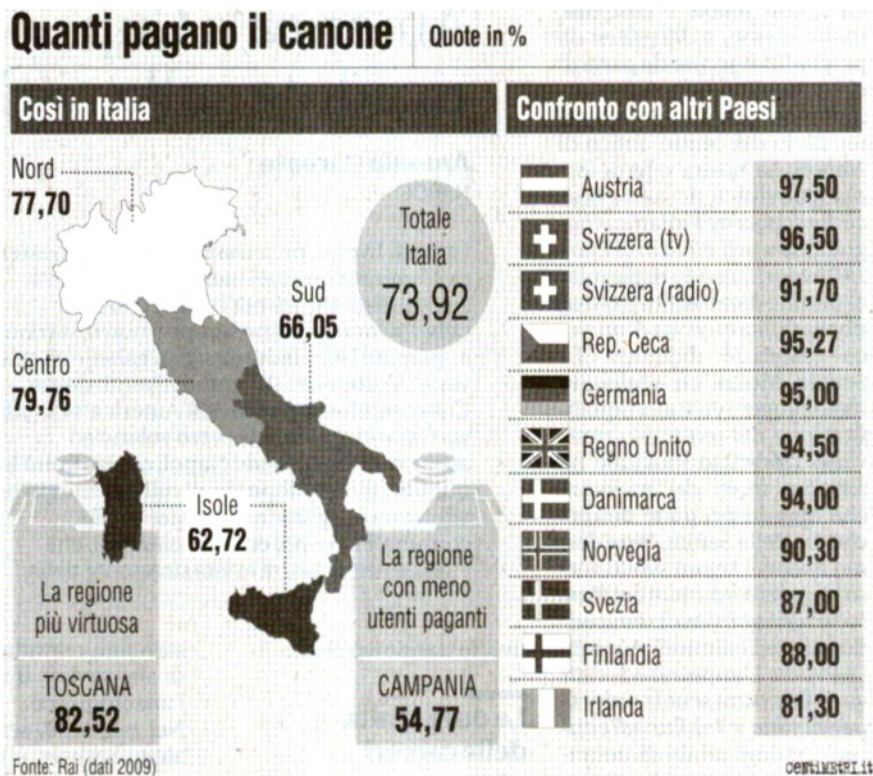 Quanti pagano il canone
Quote in %
Così in Italia
Nord
77,70
Centro
79,76
Sud
66,05
Isole
62,72
Totale
Italia
73,92
La regione
più virtuosa
TOSCANA
82,52
La regione
con meno
utenti paganti
CAMPANIA
54,77
Fonte: Rai (dati 2009)
Confronto con altri Paesi
Austria 97,50
Svizzera (tv) 96,50
Svizzera (radio) 91,70
Rep. Ceca 95,27
Germania 95,00
Regno Unito 94,50
Danimarca 94,00
Norvegia 90,30
Svezia 87,00
Finlandia 88,00
Irlanda 81,30
CENTIMETRI.it